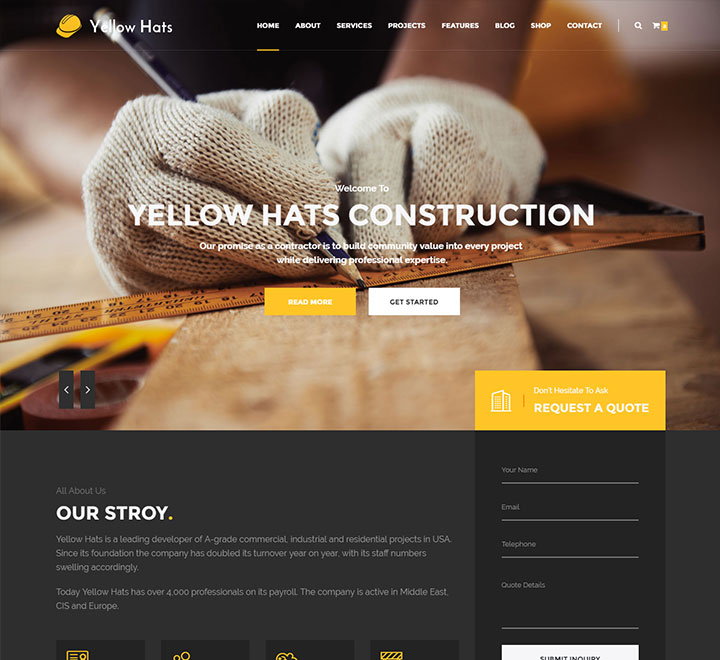 Yellow Hats
HOME ABOUT SERVICES PROJECTS FEATURES BLOG SHOP CONTACT
Welcome To
YELLOW HATS CONSTRUCTION
Our promise as a contractor is to build community value into every project
while delivering professional expertise.
READ MORE GET STARTED
Don't Hesitate To Ask
REQUEST A QUOTE
All About Us
OUR STROY.
Yellow Hats is a leading developer of A-grade commercial, industrial and residential projects in USA.
Since its foundation the company has doubled its turnover year on year, with its staff numbers
swelling accordingly.
Today Yellow Hats has over 4,000 professionals on its payroll. The company is active in Middle East,
CIS and Europe.
Your Name
Email
Telephone
Quote Details
SUBMIT INQUIRY